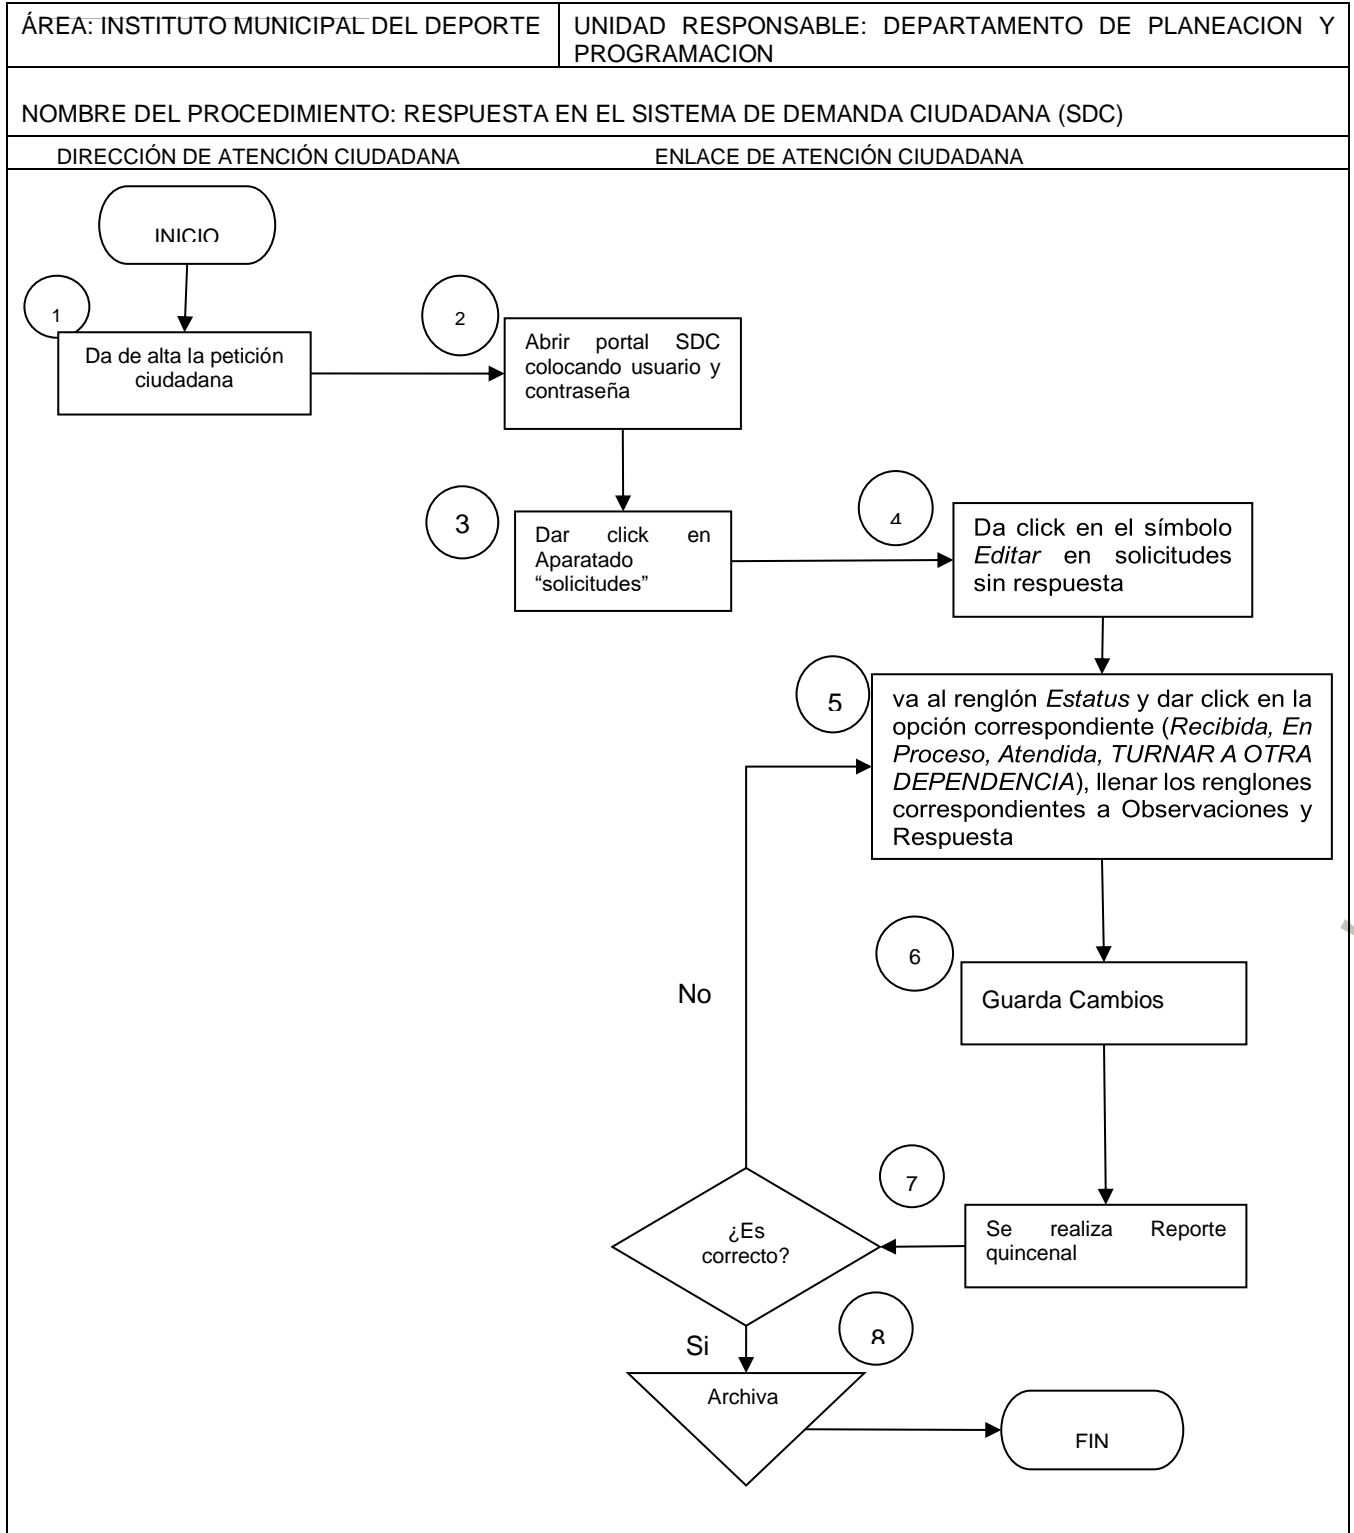 ÁREA: INSTITUTO MUNICIPAL DEL DEPORTE
UNIDAD RESPONSABLE: DEPARTAMENTO DE PLANEACION Y
PROGRAMACION
NOMBRE DEL PROCEDIMIENTO: RESPUESTA EN EL SISTEMA DE DEMANDA CIUDADANA (SDC)
DIRECCIÓN DE ATENCIÓN CIUDADANA
ENLACE DE ATENCIÓN CIUDADANA
INICIO
1
Da de alta la petición
ciudadana
2
Abrir portal SDC
colocando usuario y
contraseña
3
Dar click en
Aparatado
“solicitudes”
4
Da click en el símbolo
Editar en solicitudes
sin respuesta
5
va al renglón Estatus y dar click en la
opción correspondiente (Recibida, En
Proceso, Atendida, TURNAR A OTRA
DEPENDENCIA), llenar los renglones
correspondientes a Observaciones y
Respuesta
6
Guarda Cambios
No
7
Se realiza Reporte
quincenal
¿Es
correcto?
Si
8
Archiva
FIN